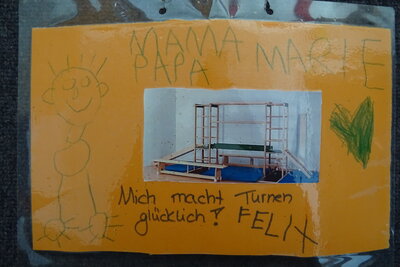 MAMA MARIE
PAPA
Mich macht Turnen
glücklich! FELIX